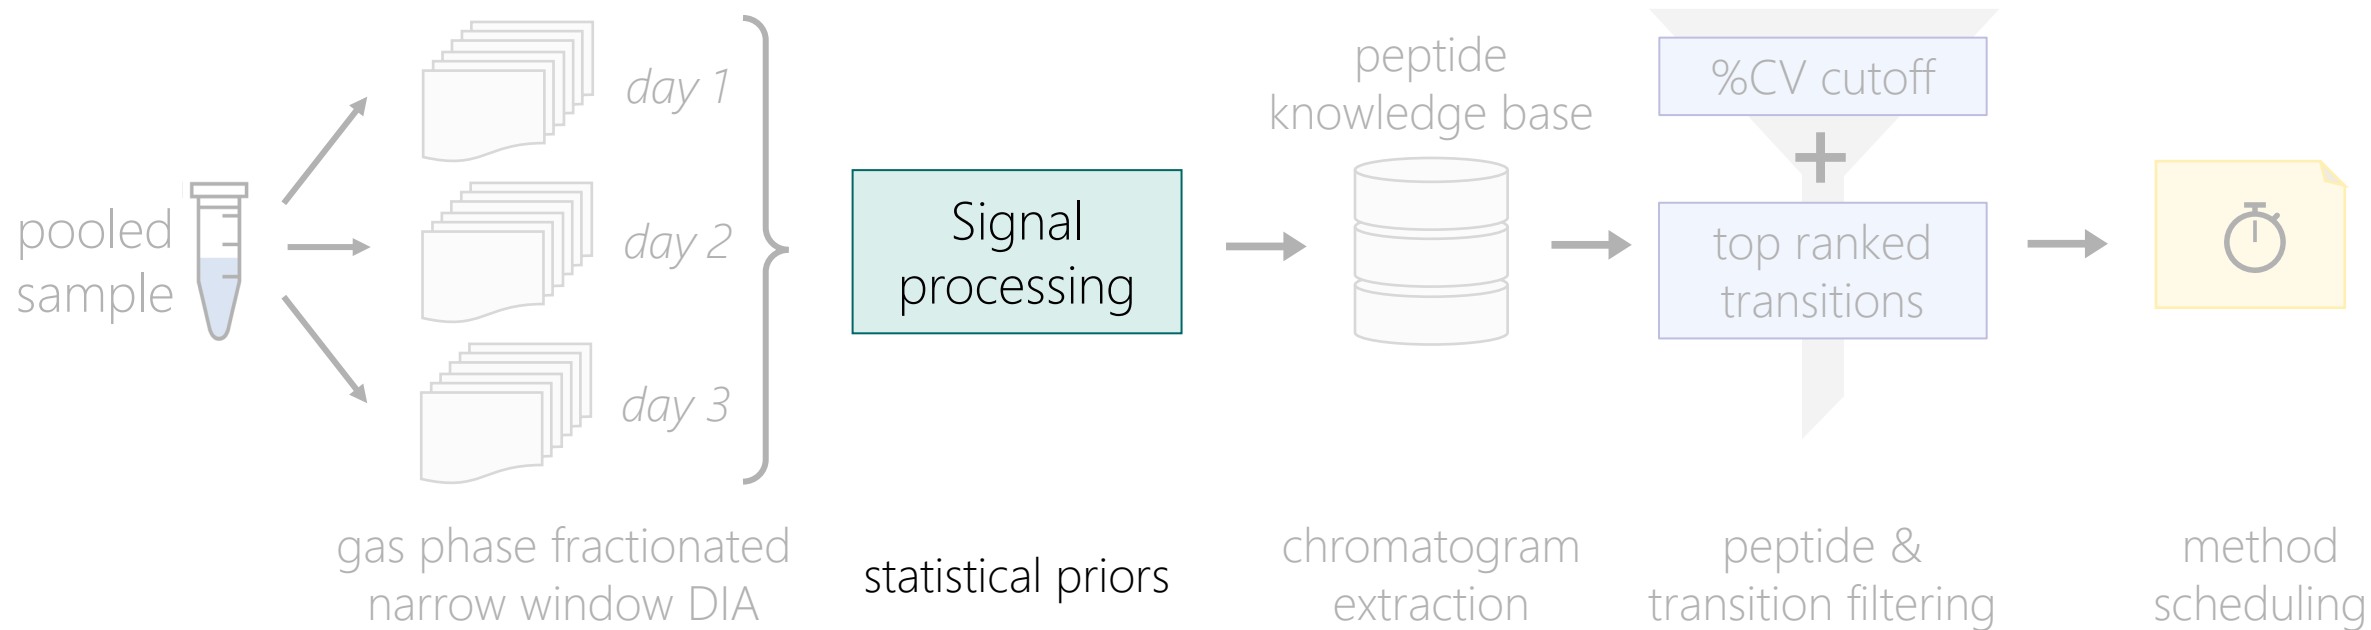 pooled
sample
day 1
day 2
day 3
gas phase fractionated
narrow window DIA
Signal
processing
statistical priors
peptide
knowledge base
chromatogram
extraction
%CV cutoff
+
top ranked
transitions
peptide &
transition filtering
method
scheduling